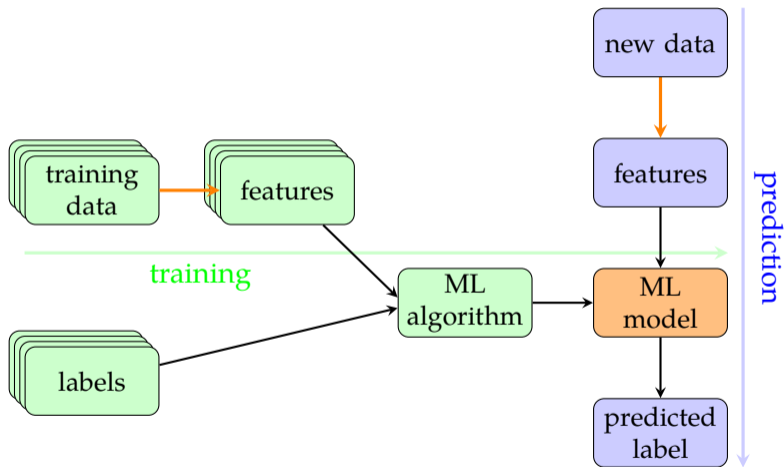 new data
training
data
features
features
prediction
training
ML
algorithm
ML
model
labels
predicted
label